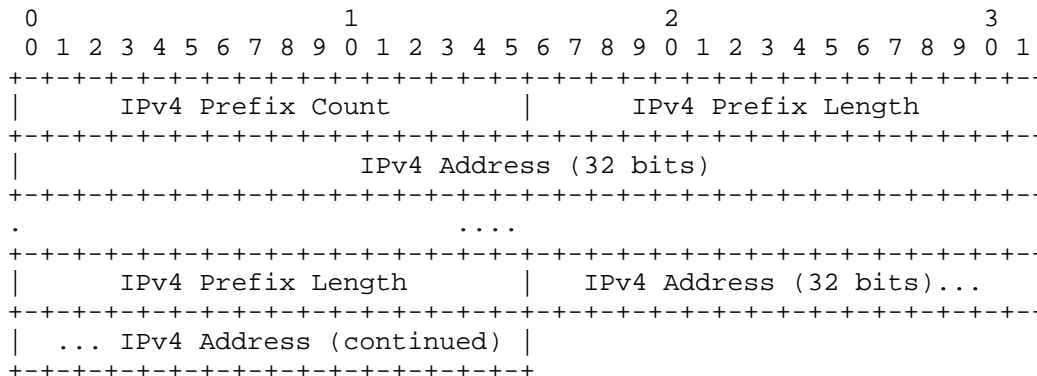 0                   1                   2                   3
 0 1 2 3 4 5 6 7 8 9 0 1 2 3 4 5 6 7 8 9 0 1 2 3 4 5 6 7 8 9 0 1
+-+-+-+-+-+-+-+-+-+-+-+-+-+-+-+-+-+-+-+-+-+-+-+-+-+-+-+-+-+-+-+-
|      IPv4 Prefix Count        |      IPv4 Prefix Length
+-+-+-+-+-+-+-+-+-+-+-+-+-+-+-+-+-+-+-+-+-+-+-+-+-+-+-+-+-+-+-+-
|                     IPv4 Address (32 bits)
+-+-+-+-+-+-+-+-+-+-+-+-+-+-+-+-+-+-+-+-+-+-+-+-+-+-+-+-+-+-+-+-
.                           ....
+-+-+-+-+-+-+-+-+-+-+-+-+-+-+-+-+-+-+-+-+-+-+-+-+-+-+-+-+-+-+-+-
|      IPv4 Prefix Length       |   IPv4 Address (32 bits)...
+-+-+-+-+-+-+-+-+-+-+-+-+-+-+-+-+-+-+-+-+-+-+-+-+-+-+-+-+-+-+-+-
|  ... IPv4 Address (continued) |
+-+-+-+-+-+-+-+-+-+-+-+-+-+-+-+-+